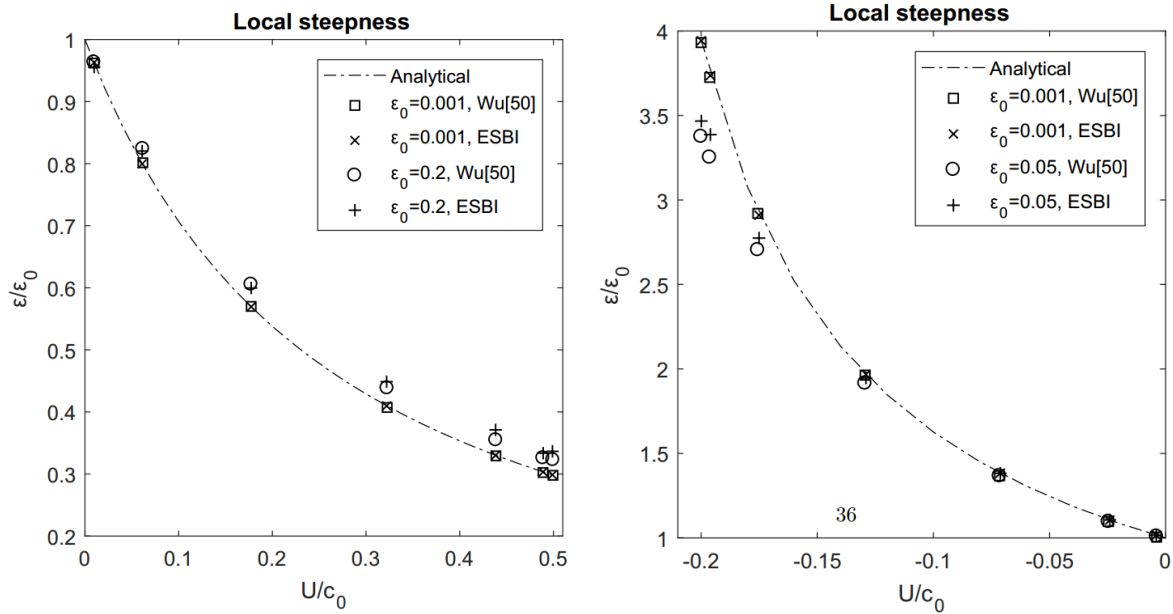 Local steepness
1
0.9
0.8
0.7
0.6
0.5
0.4
0.3
0.2
ε/ε0
0
0.1
0.2
0.3
0.4
0.5
U/c0
Analytical
ε0=0.001, Wu[50]
ε0=0.001, ESBI
ε0=0.2, Wu[50]
ε0=0.2, ESBI
Local steepness
4
3.5
3
2.5
2
1.5
1
ε/ε0
-0.2
-0.15
-0.1
-0.05
0
U/c0
Analytical
ε0=0.001, Wu[50]
ε0=0.001, ESBI
ε0=0.05, Wu[50]
ε0=0.05, ESBI
36